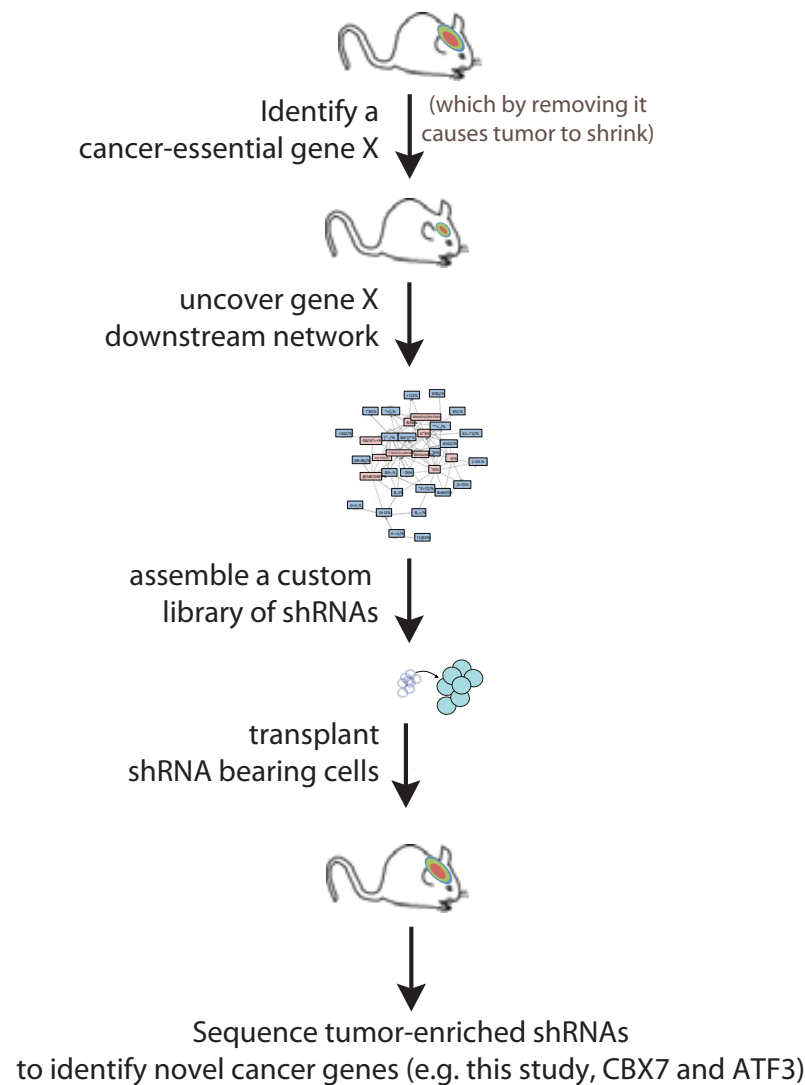 Identify a
cancer-essential gene X
(which by removing it
causes tumor to shrink)
uncover gene X
downstream network
assemble a custom
library of shRNAs
transplant
shRNA bearing cells
Sequence tumor-enriched shRNAs
to identify novel cancer genes (e.g. this study, CBX7 and ATF3)